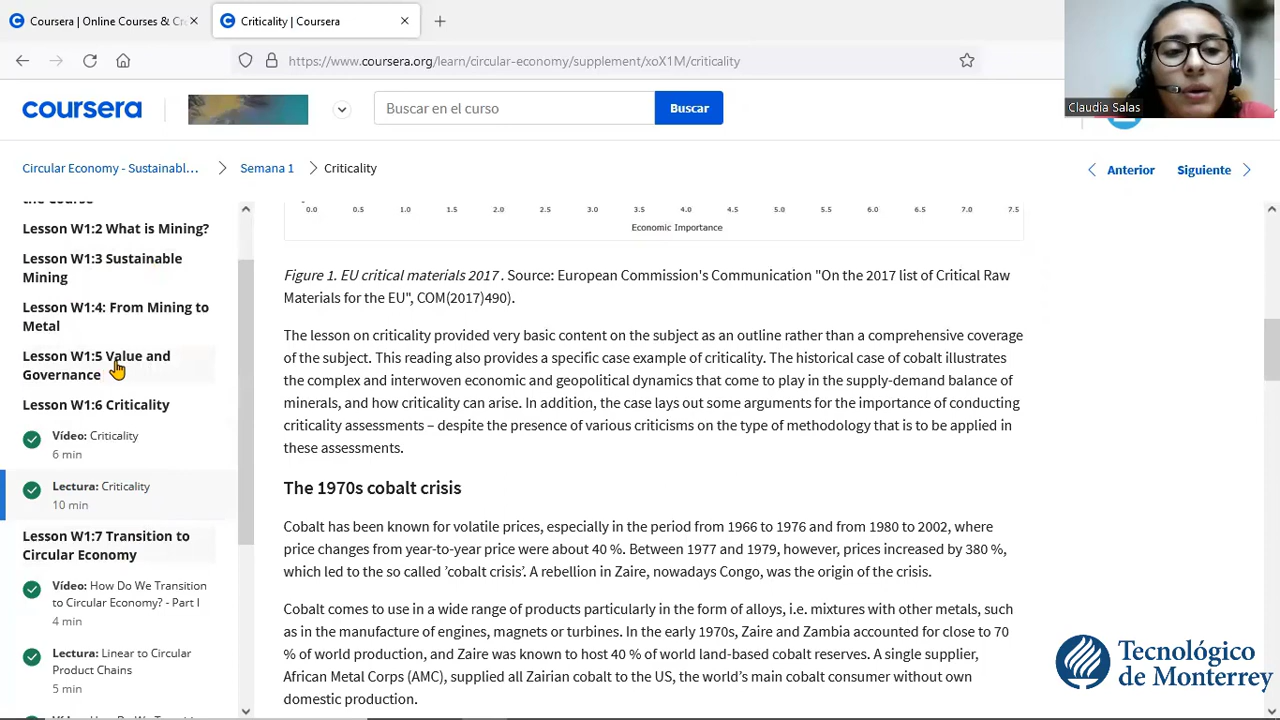 Coursera | Online Courses & Cr
Criticality | Coursera
https://www.coursera.org/learn/circular-economy/supplement/xoX1M/criticality
Claudia Salas
coursera
Buscar en el curso
Buscar
Circular Economy - Sustainabl...
Semana 1
Criticality
Anterior
Siguiente
the Course
Lesson W1:2 What is Mining?
Lesson W1:3 Sustainable
Mining
Lesson W1:4: From Mining to
Metal
Lesson W1:5 Value and
Governance
Lesson W1:6 Criticality
Vídeo: Criticality
6 min
Lectura: Criticality
10 min
Lesson W1:7 Transition to
Circular Economy
Vídeo: How Do We Transition
to Circular Economy? - Part I
4 min
Lectura: Linear to Circular
Product Chains
5 min
0.0 0.5 1.0 1.5 2.0 2.5 3.0 3.5 4.0 4.5 5.0 5.5 6.0 6.5 7.0 7.5
Economic Importance
Figure 1. EU critical materials 2017 . Source: European Commission's Communication "On the 2017 list of Critical Raw
Materials for the EU", COM(2017)490).
The lesson on criticality provided very basic content on the subject as an outline rather than a comprehensive coverage
of the subject. This reading also provides a specific case example of criticality. The historical case of cobalt illustrates
the complex and interwoven economic and geopolitical dynamics that come to play in the supply-demand balance of
minerals, and how criticality can arise. In addition, the case lays out some arguments for the importance of conducting
criticality assessments – despite the presence of various criticisms on the type of methodology that is to be applied in
these assessments.
The 1970s cobalt crisis
Cobalt has been known for volatile prices, especially in the period from 1966 to 1976 and from 1980 to 2002, where
price changes from year-to-year price were about 40 %. Between 1977 and 1979, however, prices increased by 380 %,
which led to the so called ’cobalt crisis’. A rebellion in Zaire, nowadays Congo, was the origin of the crisis.
Cobalt comes to use in a wide range of products particularly in the form of alloys, i.e. mixtures with other metals, such
as in the manufacture of engines, magnets or turbines. In the early 1970s, Zaire and Zambia accounted for close to 70
% of world production, and Zaire was known to host 40 % of world land-based cobalt reserves. A single supplier,
African Metal Corps (AMC), supplied all Zairian cobalt to the US, the world’s main cobalt consumer without own
domestic production.
Tecnológico
de Monterrey